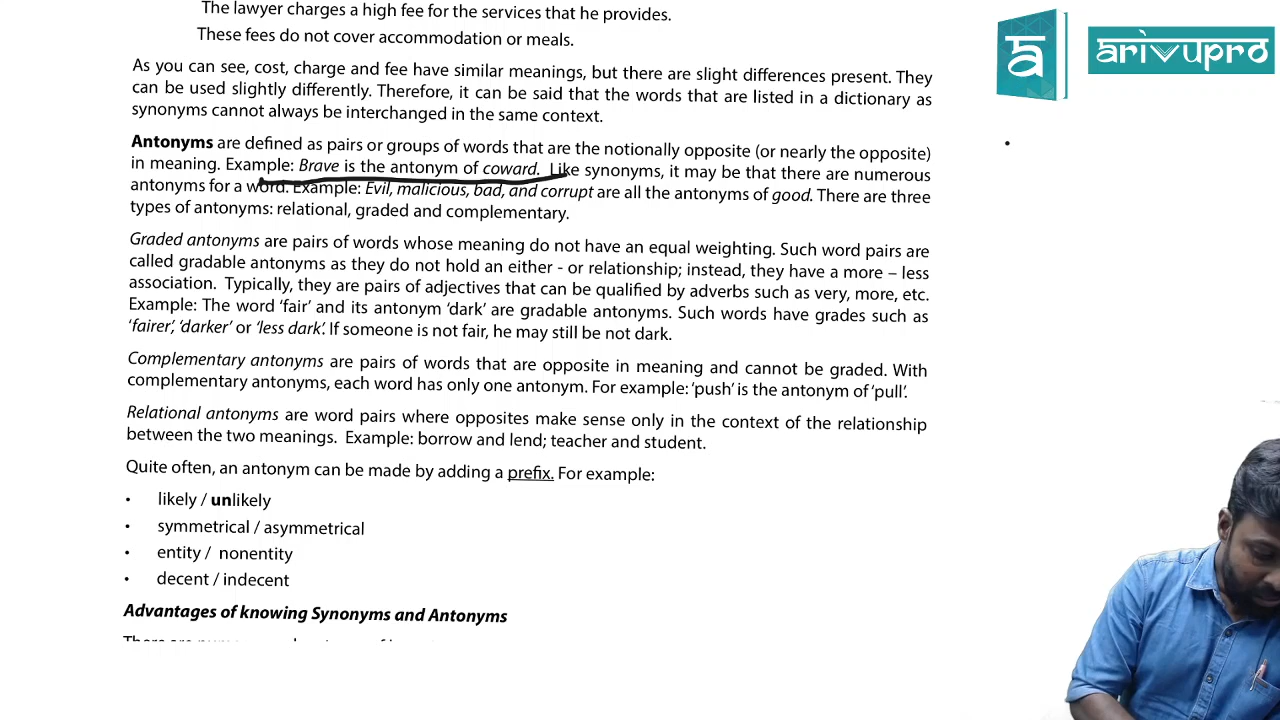 The lawyer charges a high fee for the services that he provides.
These fees do not cover accommodation or meals.
As you can see, cost, charge and fee have similar meanings, but there are slight differences present. They
can be used slightly differently. Therefore, it can be said that the words that are listed in a dictionary as
synonyms cannot always be interchanged in the same context.
Antonyms are defined as pairs or groups of words that are the notionally opposite (or nearly the opposite)
in meaning. Example: Brave is the antonym of coward. Like synonyms, it may be that there are numerous
antonyms for a word. Example: Evil, malicious, bad, and corrupt are all the antonyms of good. There are three
types of antonyms: relational, graded and complementary.
Graded antonyms are pairs of words whose meaning do not have an equal weighting. Such word pairs are
called gradable antonyms as they do not hold an either - or relationship; instead, they have a more – less
association. Typically, they are pairs of adjectives that can be qualified by adverbs such as very, more, etc.
Example: The word ‘fair’ and its antonym ‘dark’ are gradable antonyms. Such words have grades such as
‘fairer’, ‘darker’ or ‘less dark’. If someone is not fair, he may still be not dark.
Complementary antonyms are pairs of words that are opposite in meaning and cannot be graded. With
complementary antonyms, each word has only one antonym. For example: ‘push’ is the antonym of ‘pull’.
Relational antonyms are word pairs where opposites make sense only in the context of the relationship
between the two meanings. Example: borrow and lend; teacher and student.
Quite often, an antonym can be made by adding a prefix. For example:
• likely / unlikely
• symmetrical / asymmetrical
• entity / nonentity
• decent / indecent
Advantages of knowing Synonyms and Antonyms
arivupro